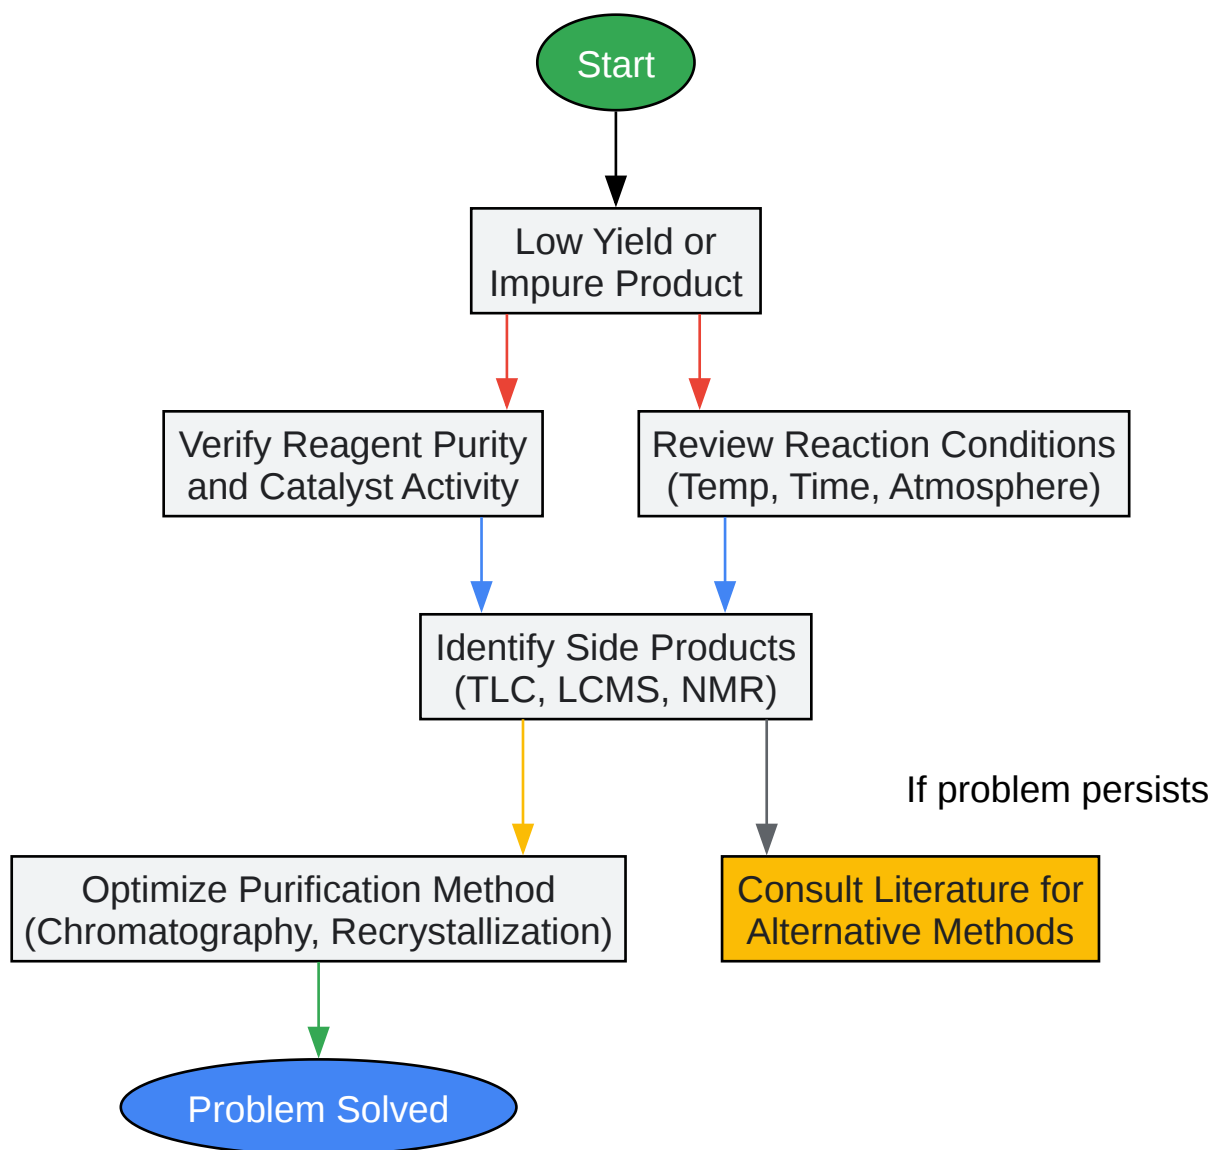 Start
Low Yield or
Impure Product
Verify Reagent Purity
and Catalyst Activity
Review Reaction Conditions
(Temp, Time, Atmosphere)
Identify Side Products
(TLC, LCMS, NMR)
If problem persists
Optimize Purification Method
(Chromatography, Recrystallization)
Consult Literature for
Alternative Methods
Problem Solved